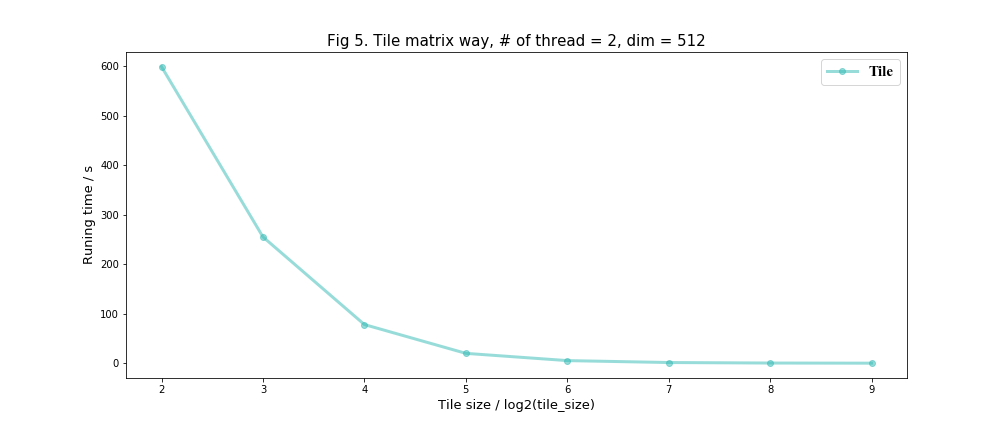 Fig 5. Tile matrix way, # of thread = 2, dim = 512
Tile
600
500
400
300
200
100
0
Runing time / s
2 3 4 5 6 7 8 9
Tile size / log2(tile_size)